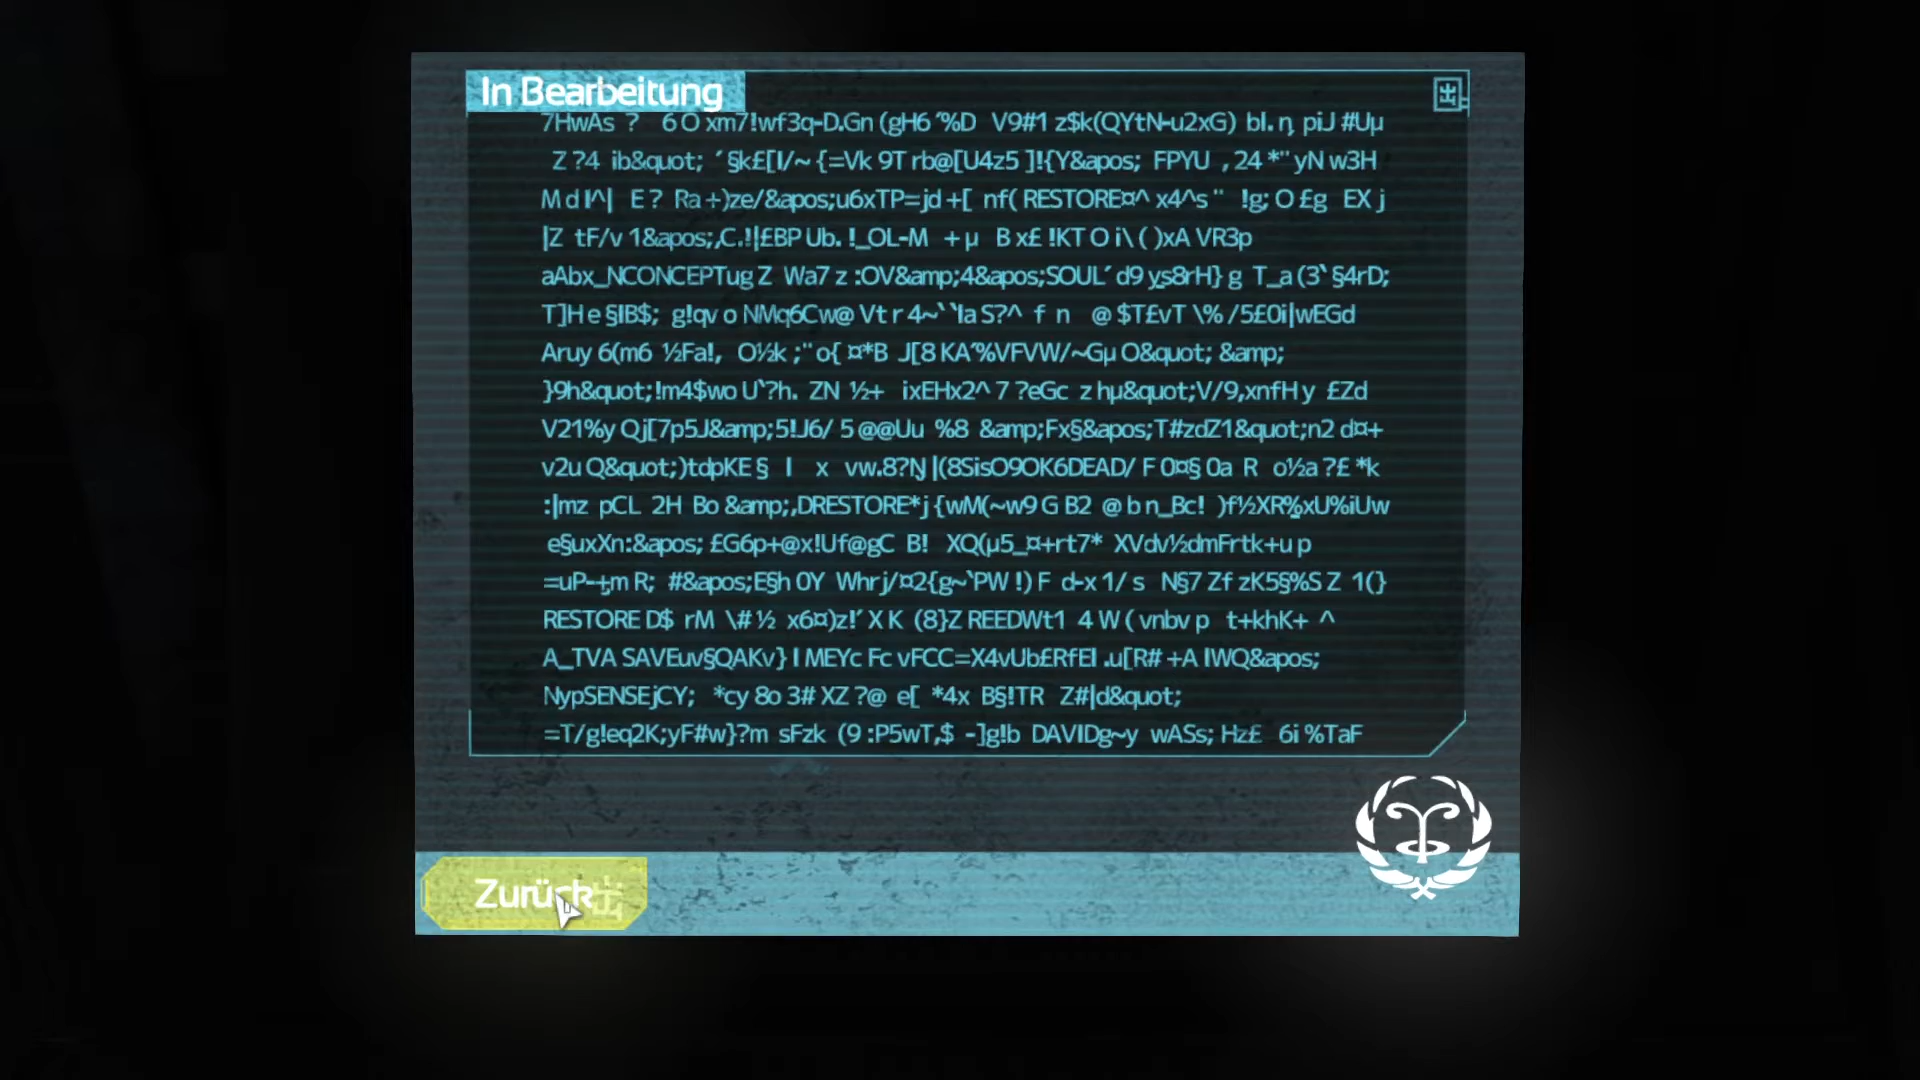 In Bearbeitung
7HwAs ? 6 O xm7!wf3q-D.Gn (gH6 ´%D V9#1 z$k(QYtN-u2xG) bl. η piJ #Uµ
Z ?4 ib&quot; ´§k£[l/~ {=Vk 9T rb@[U4z5 ]!{Y&apos; FPYU , 24 *¨ yN w3H
M d l^| E ? Ra +)ze/&apos;u6xTP=jd +[ nf( RESTORE¤^ x4^s ¨ !g; O £g EX j
|Z tF/v 1&apos;,C.!|£BP Ub. !_OL-M + µ B x£ !KT O i\ ( )xA VR3p
aAbx_NCONCEPTug Z Wa7 z :OV&amp;4&apos;SOUL´ d9 ys8rH} g T_a (3` §4rD;
T]H e §lB$; g!qv o NMq6Cw@ V t r 4~``la S?^ f n @ $T£vT \% /5£0i|wEGd
Aruy 6(m6 ½Fa!, O½k ;¨ o{ ¤*B J[8 KA´%VFVW/~Gµ O&quot; &amp;
}9h&quot;!m4$wo U`?h. ZN ½+ ixEHx2^ 7 ?eGc z hµ&quot;V/9,xnfH y £Zd
V21%y Qj[7p5J&amp;5!J6/ 5 @@Uu %8 &amp;Fx§&apos;T#zdZ1&quot;n2 d¤+
v2u Q&quot;)tdpKE § l x vw.8?Ŋ |(8SisO9OK6DEAD/ F 0¤§ 0a R o½a ?£ *k
:|mz pCL 2H Bo &amp;,DRESTORE*j {wM(~w9 G B2 @ b n_Bc! )f½XR%xU%iUw
e§uxXn:&apos; £G6p+@x!Uf@gC B! XQ(µ5_¤+rt7* XVdv½dmFrtk+u p
=uP-+m R; #&apos;E§h 0Y Whr j/¤2{g~`PW !) F d-x 1/ s N§7 Zf zK5§%S Z 1(}
RESTORE D$ rM \# ½ x6¤)z!´ X K (8}Z REEDWt1 4 W ( vnbv p t+khK+ ^
A_TVA SAVEuv§QAKv} l MEYc Fc vFCC=X4vUb£RfEl .u[R# +A lWQ&apos;
NypSENSEjCY; *cy 8o 3# XZ ?@ e[ *4x B§!TR Z#|d&quot;
=T/g!eq2K;yF#w}?m sFzk (9 :P5wT,$ -]g!b DAVIDg~y wASs; Hz£ 6i %TaF
Zurück